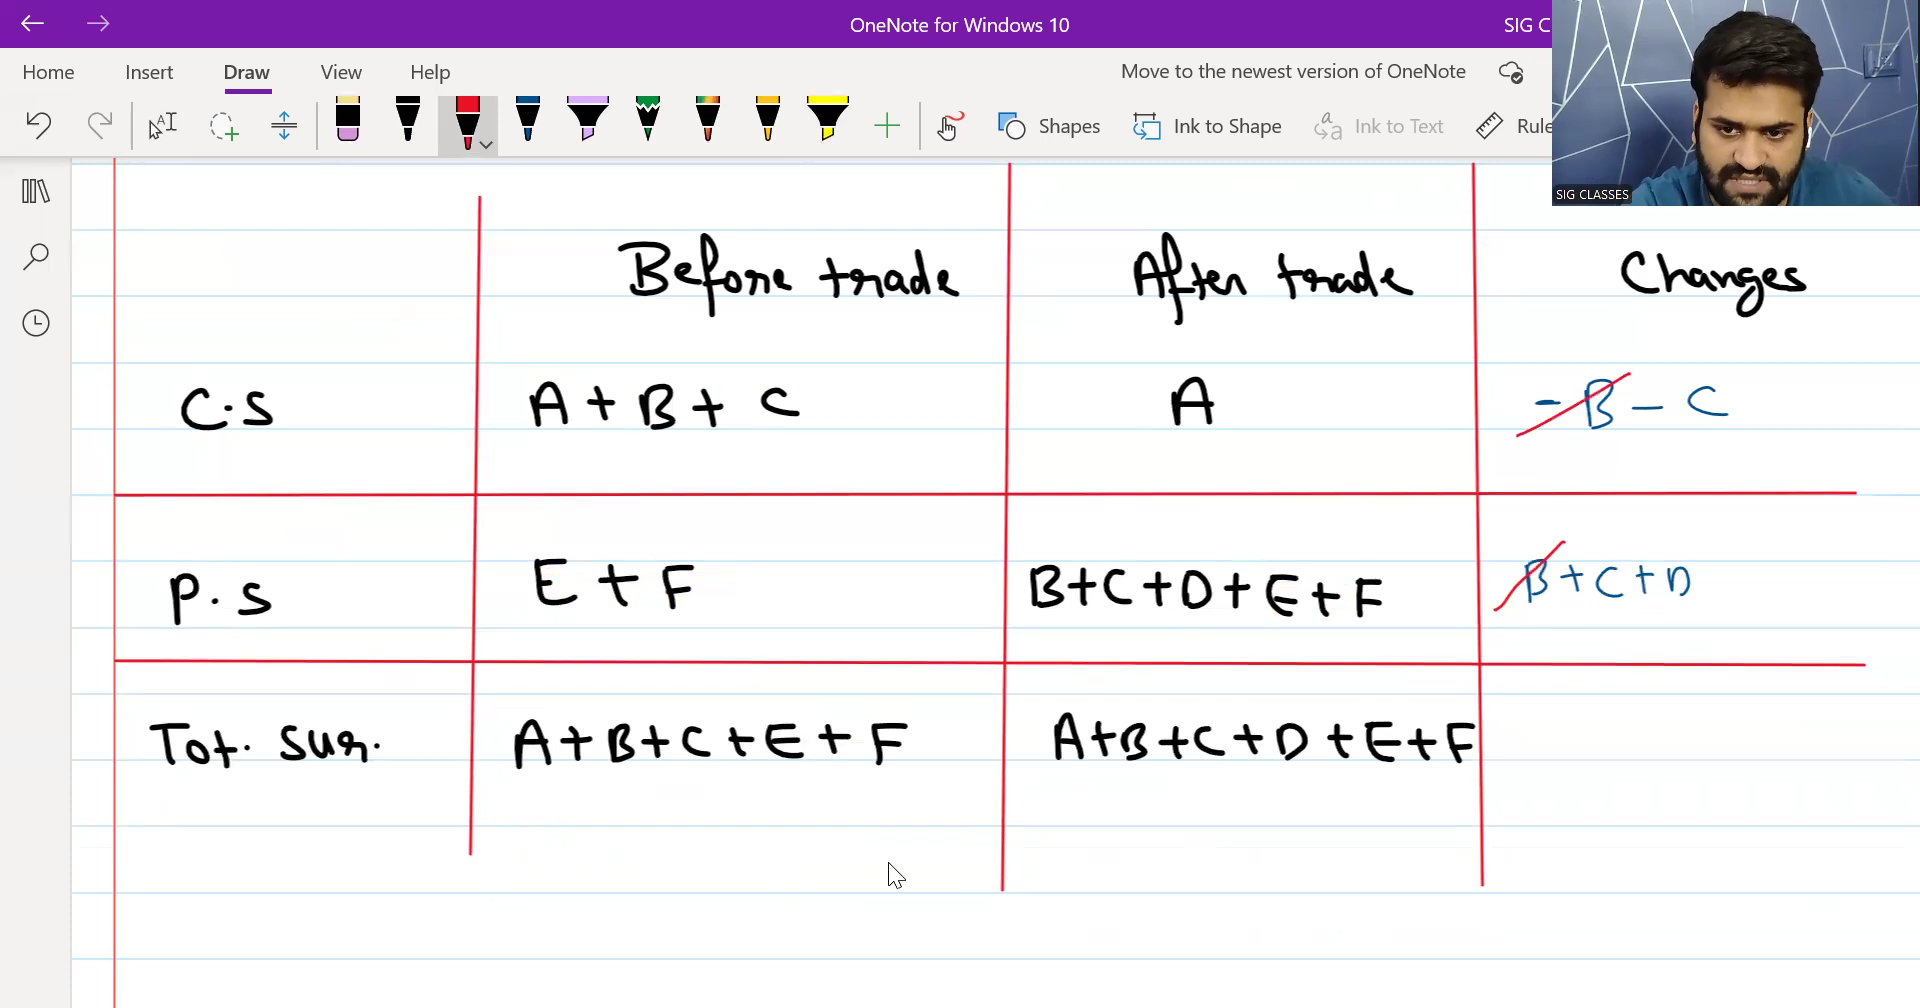 OneNote for Windows 10
SIG C
Home Insert Draw View Help
Move to the newest version of OneNote
Shapes Ink to Shape Ink to Text Rule
SIG CLASSES
Before trade After trade Changes
C.S A + B + C A - B - C
P.S E + F B+C+D+E+F B+C+D
Tot. sur. A+B+C+E+F A+B+C+D+E+F